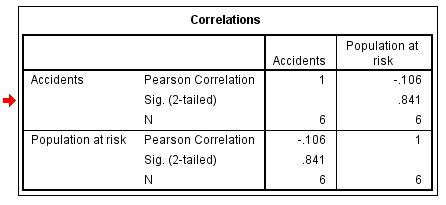 Correlations
Accidents Population at risk
Accidents Pearson Correlation 1 -.106
Sig. (2-tailed) .841
N 6 6
Population at risk Pearson Correlation -.106 1
Sig. (2-tailed) .841
N 6 6